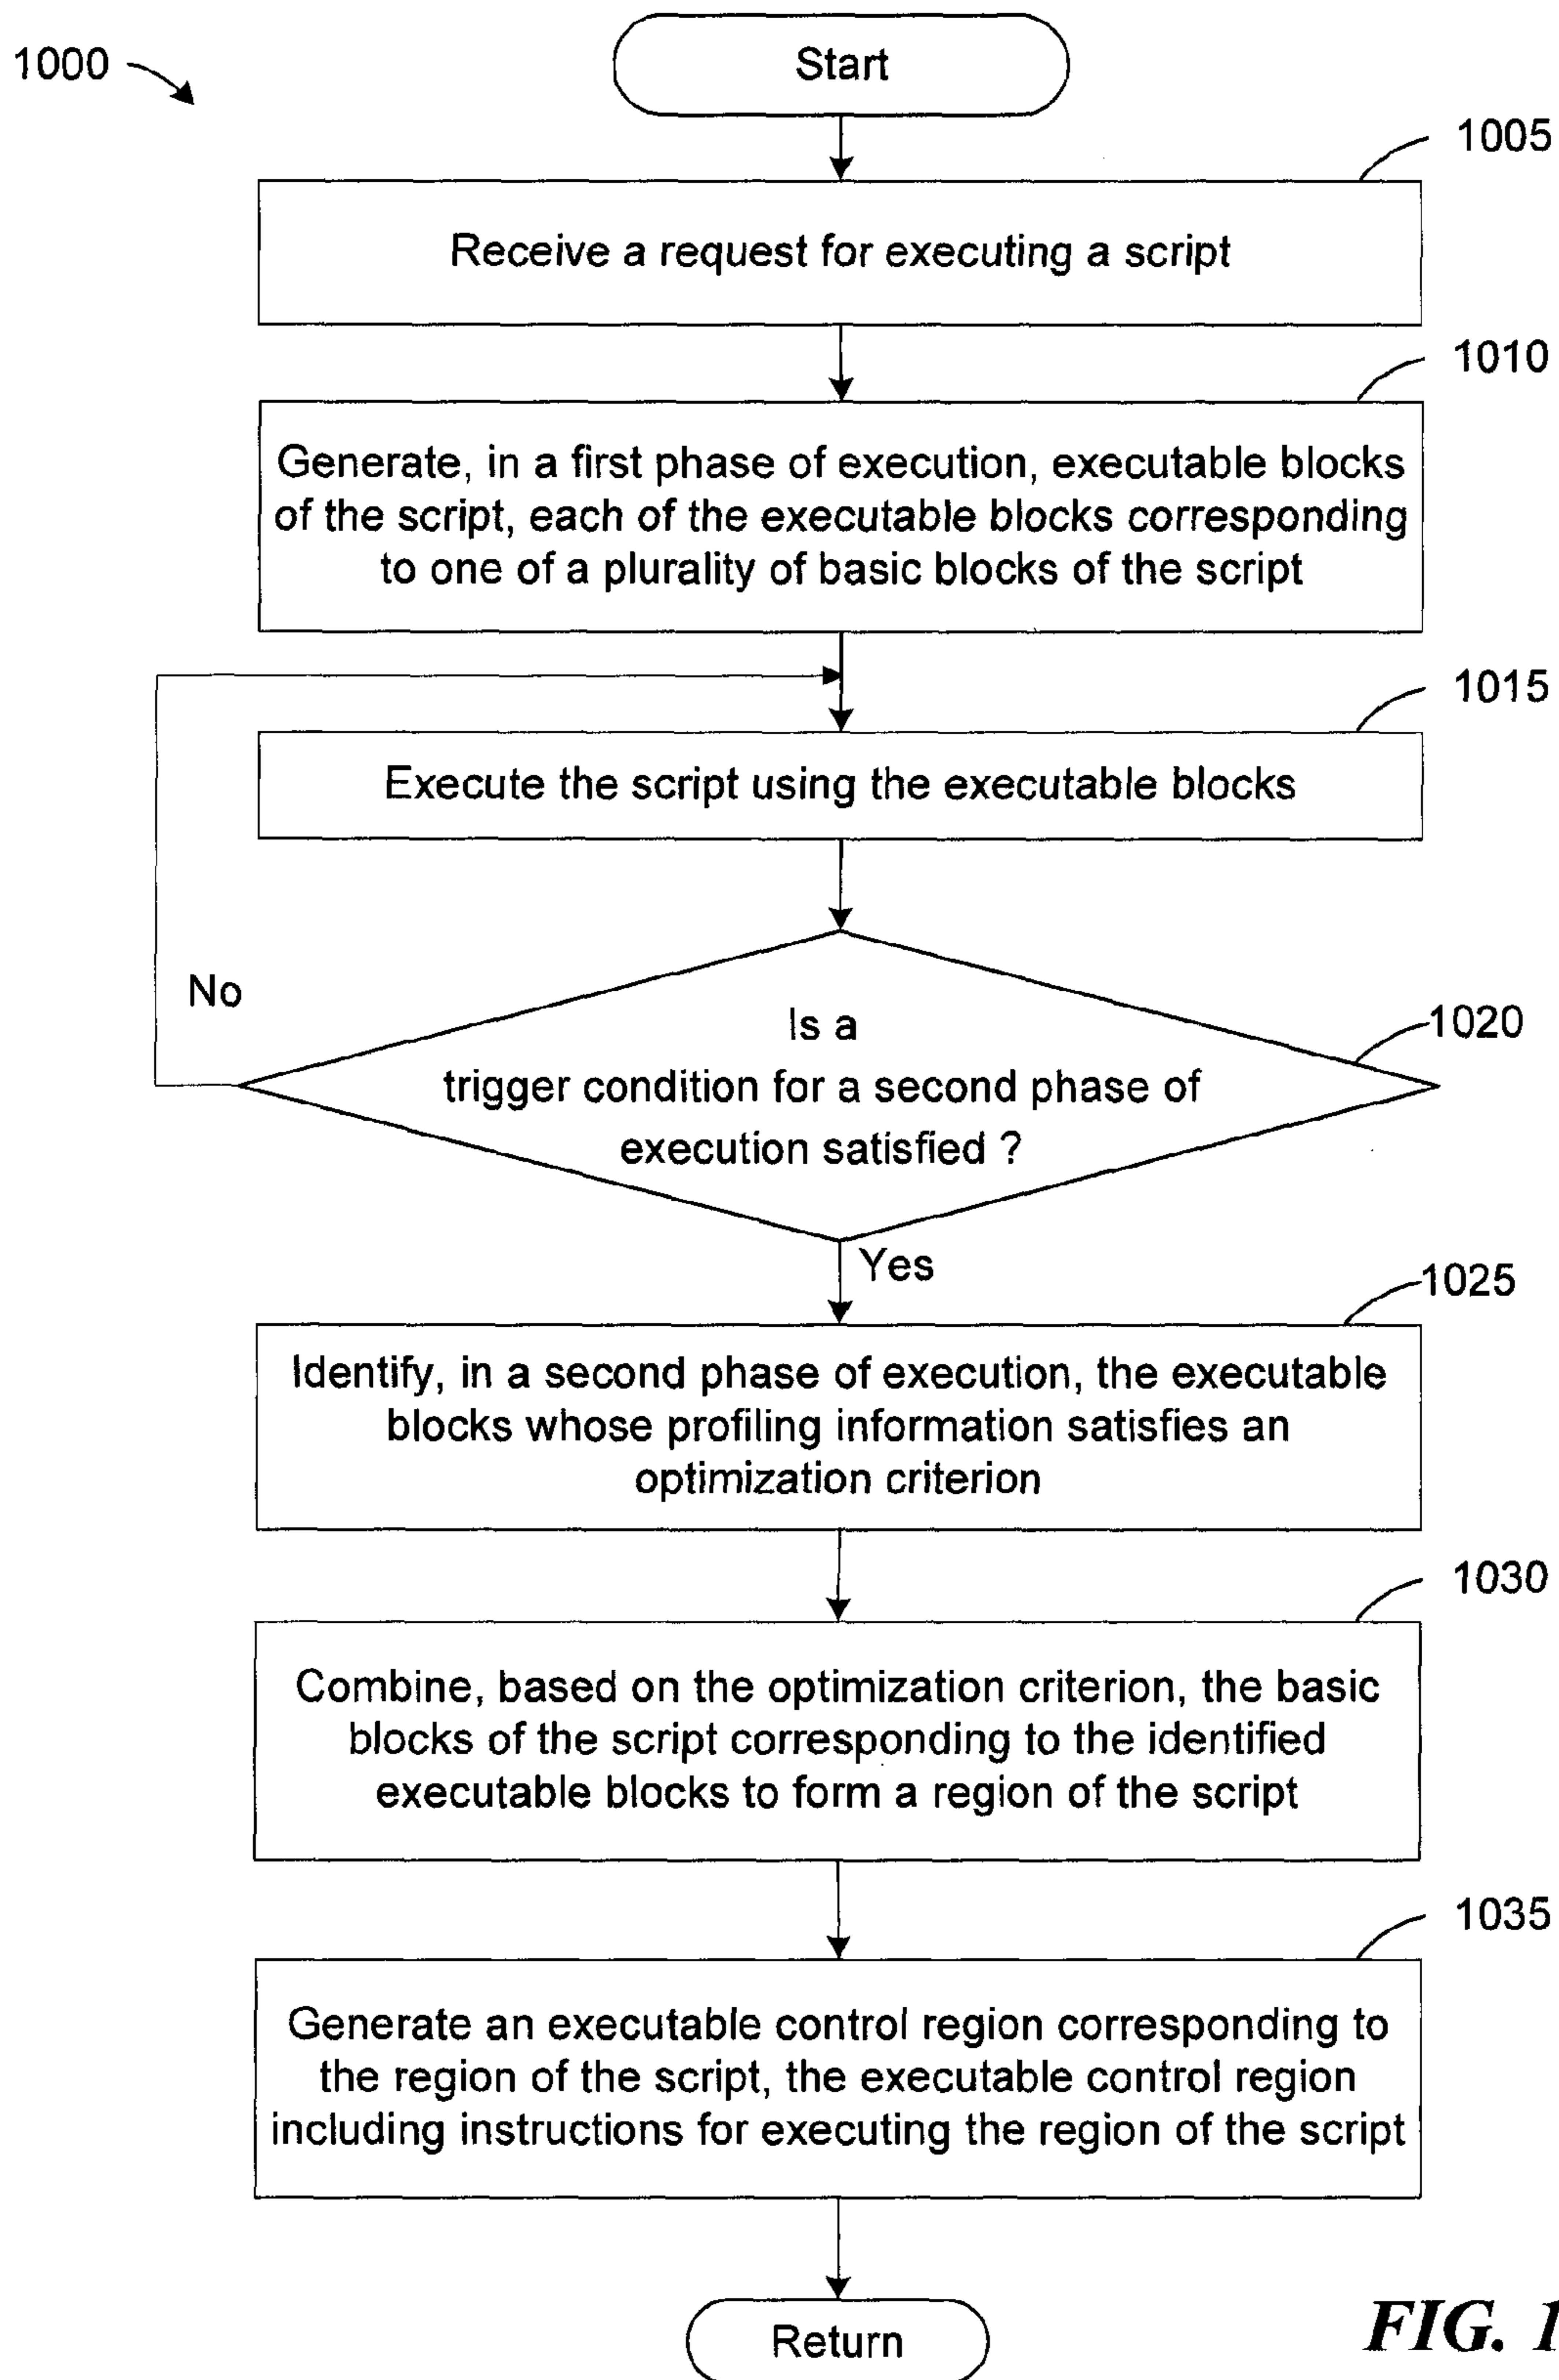 Start
1000
1005
Receive a request for executing a script
1010
Generate, in a first phase of execution, executable blocks
of the script, each of the executable blocks corresponding
to one of a plurality of basic blocks of the script
1015
Execute the script using the executable blocks
No
1020
Is a
trigger condition for a second phase of
execution satisfied ?
Yes
1025
Identify, in a second phase of execution, the executable
blocks whose profiling information satisfies an
optimization criterion
1030
Combine, based on the optimization criterion, the basic
blocks of the script corresponding to the identified
executable blocks to form a region of the script
1035
Generate an executable control region corresponding to
the region of the script, the executable control region
including instructions for executing the region of the script
Return
FIG. 1